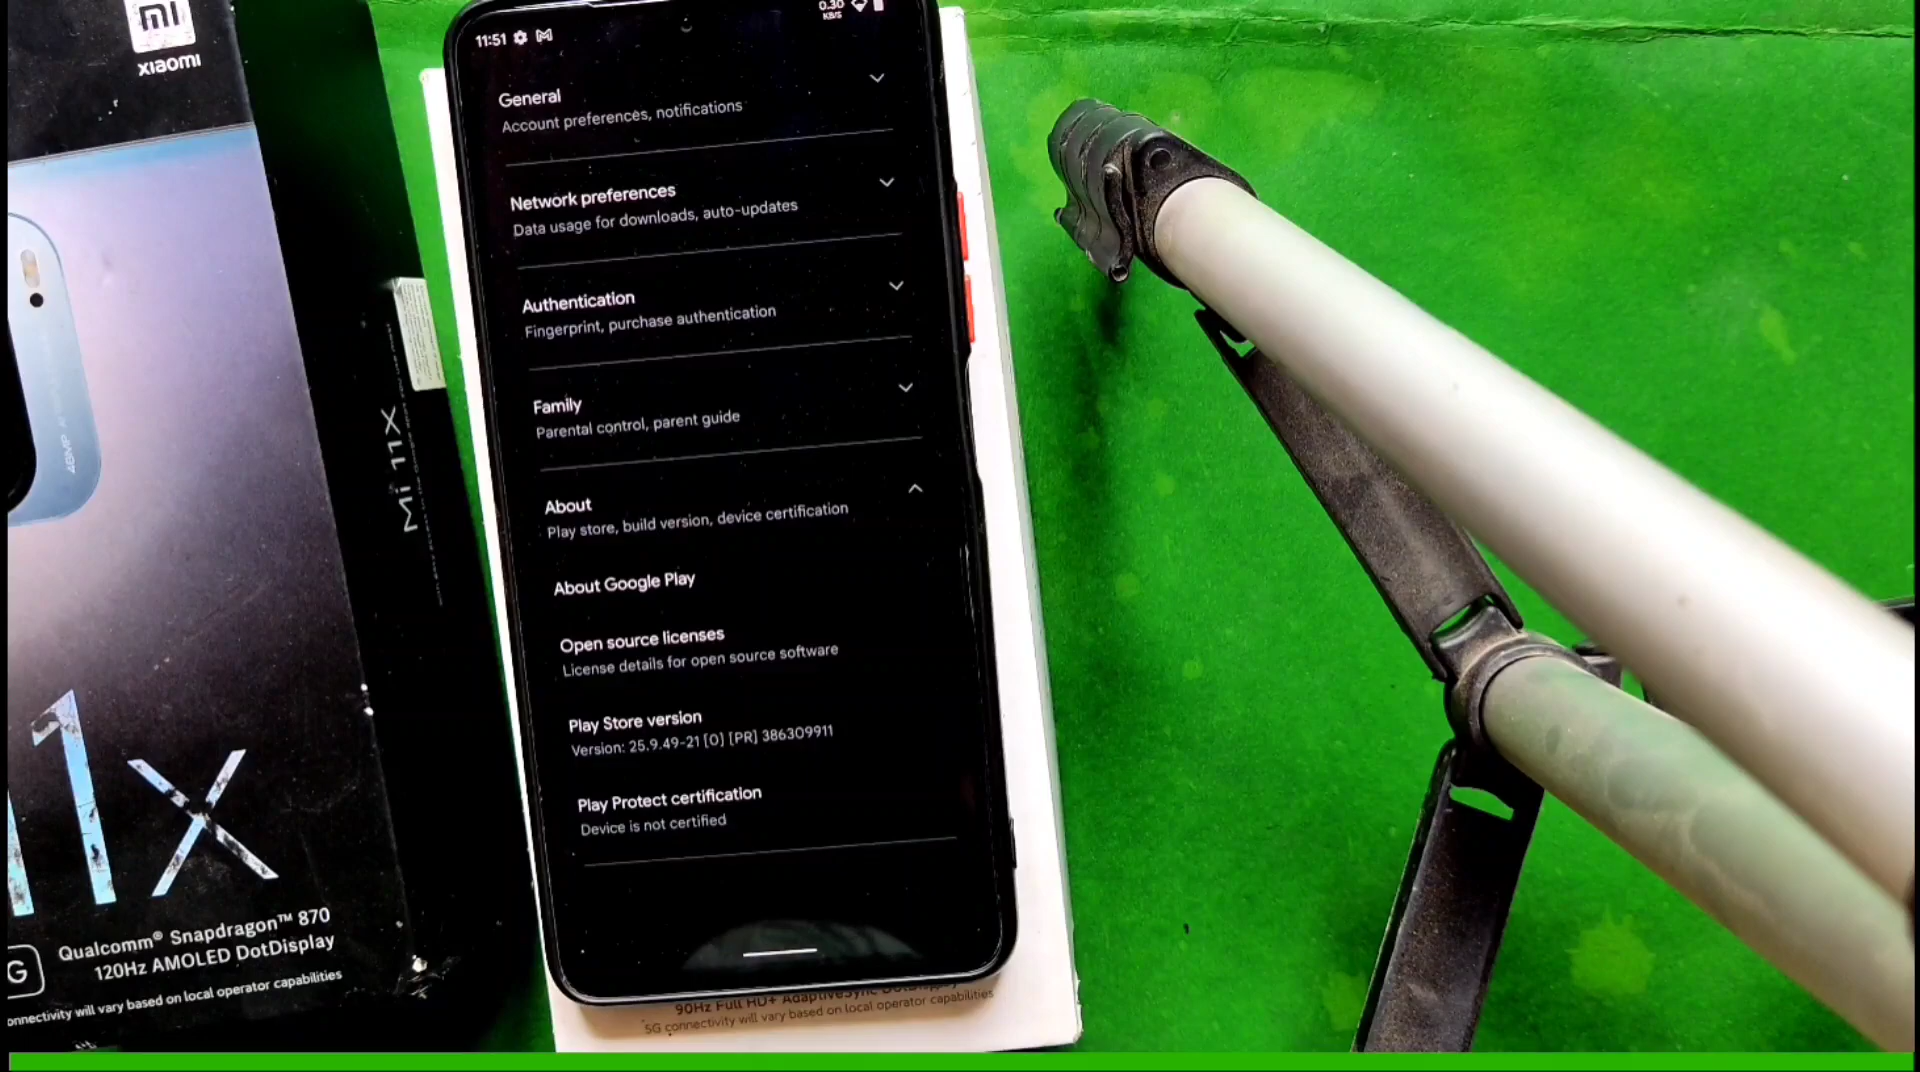 xiaomi
48MP
Mi 11X
11X
Qualcomm® Snapdragon™ 870
120Hz AMOLED DotDisplay
G
onnectivity will vary based on local operator capabilities
11:51
0.30
KB/S
General
Account preferences, notifications
Network preferences
Data usage for downloads, auto-updates
Authentication
Fingerprint, purchase authentication
Family
Parental control, parent guide
About
Play store, build version, device certification
About Google Play
Open source licenses
License details for open source software
Play Store version
Version: 25.9.49-21 [0] [PR] 386309911
Play Protect certification
Device is not certified
90Hz Full HD+ AdaptiveSync DotDisplay
5G connectivity will vary based on local operator capabilities